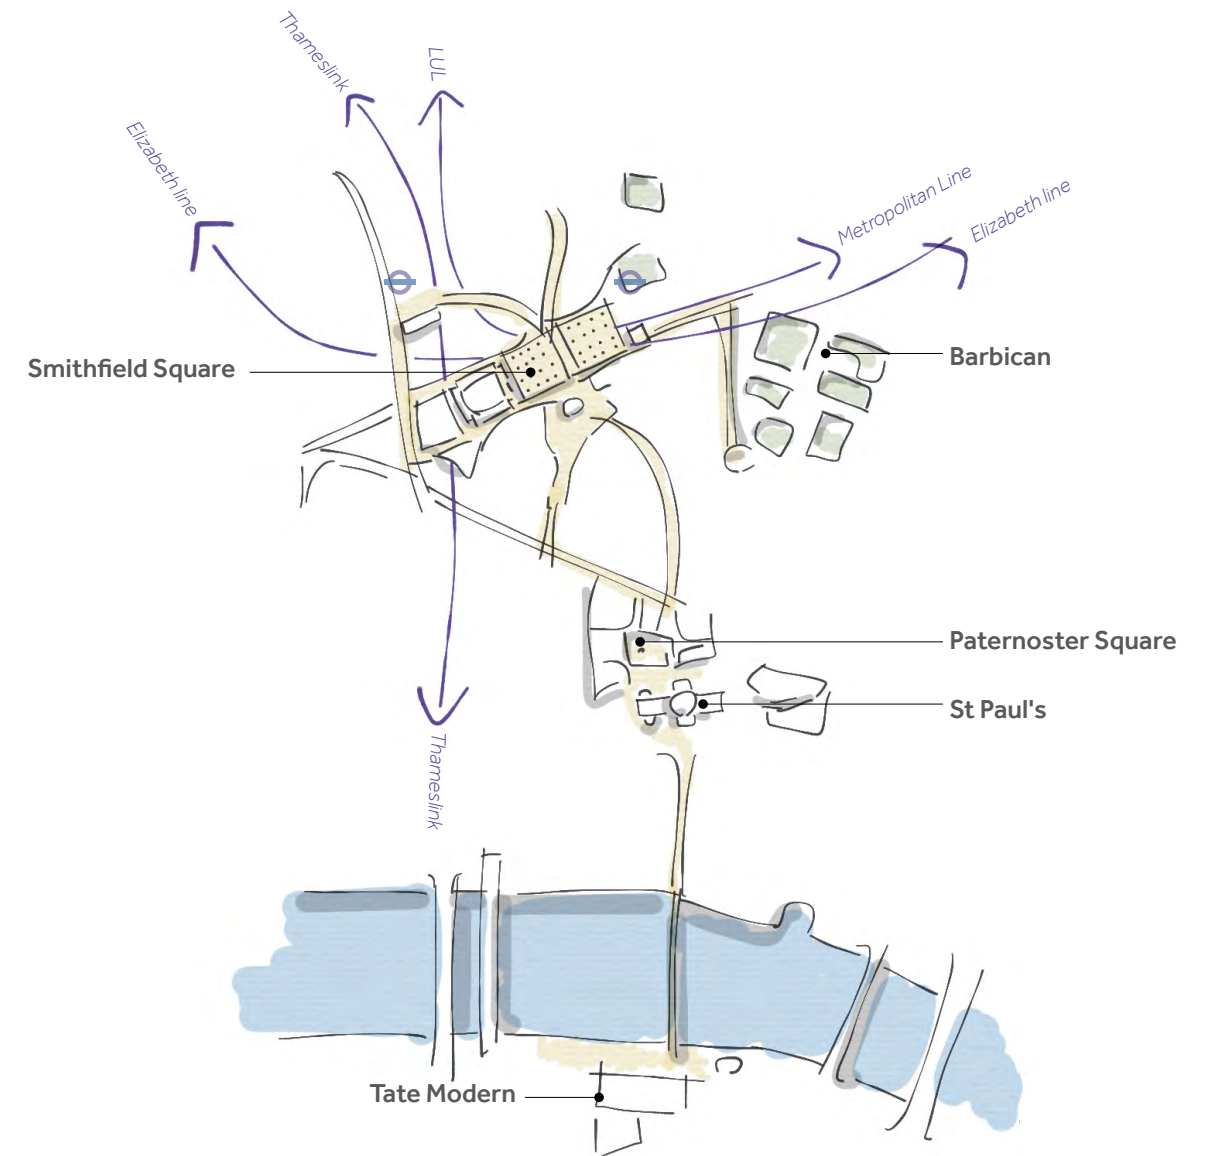 Thameslink
LUL
Elizabeth line
Metropolitan Line
Elizabeth line
Smithfield Square
Barbican
Paternoster Square
St Paul's
Thameslink
Tate Modern